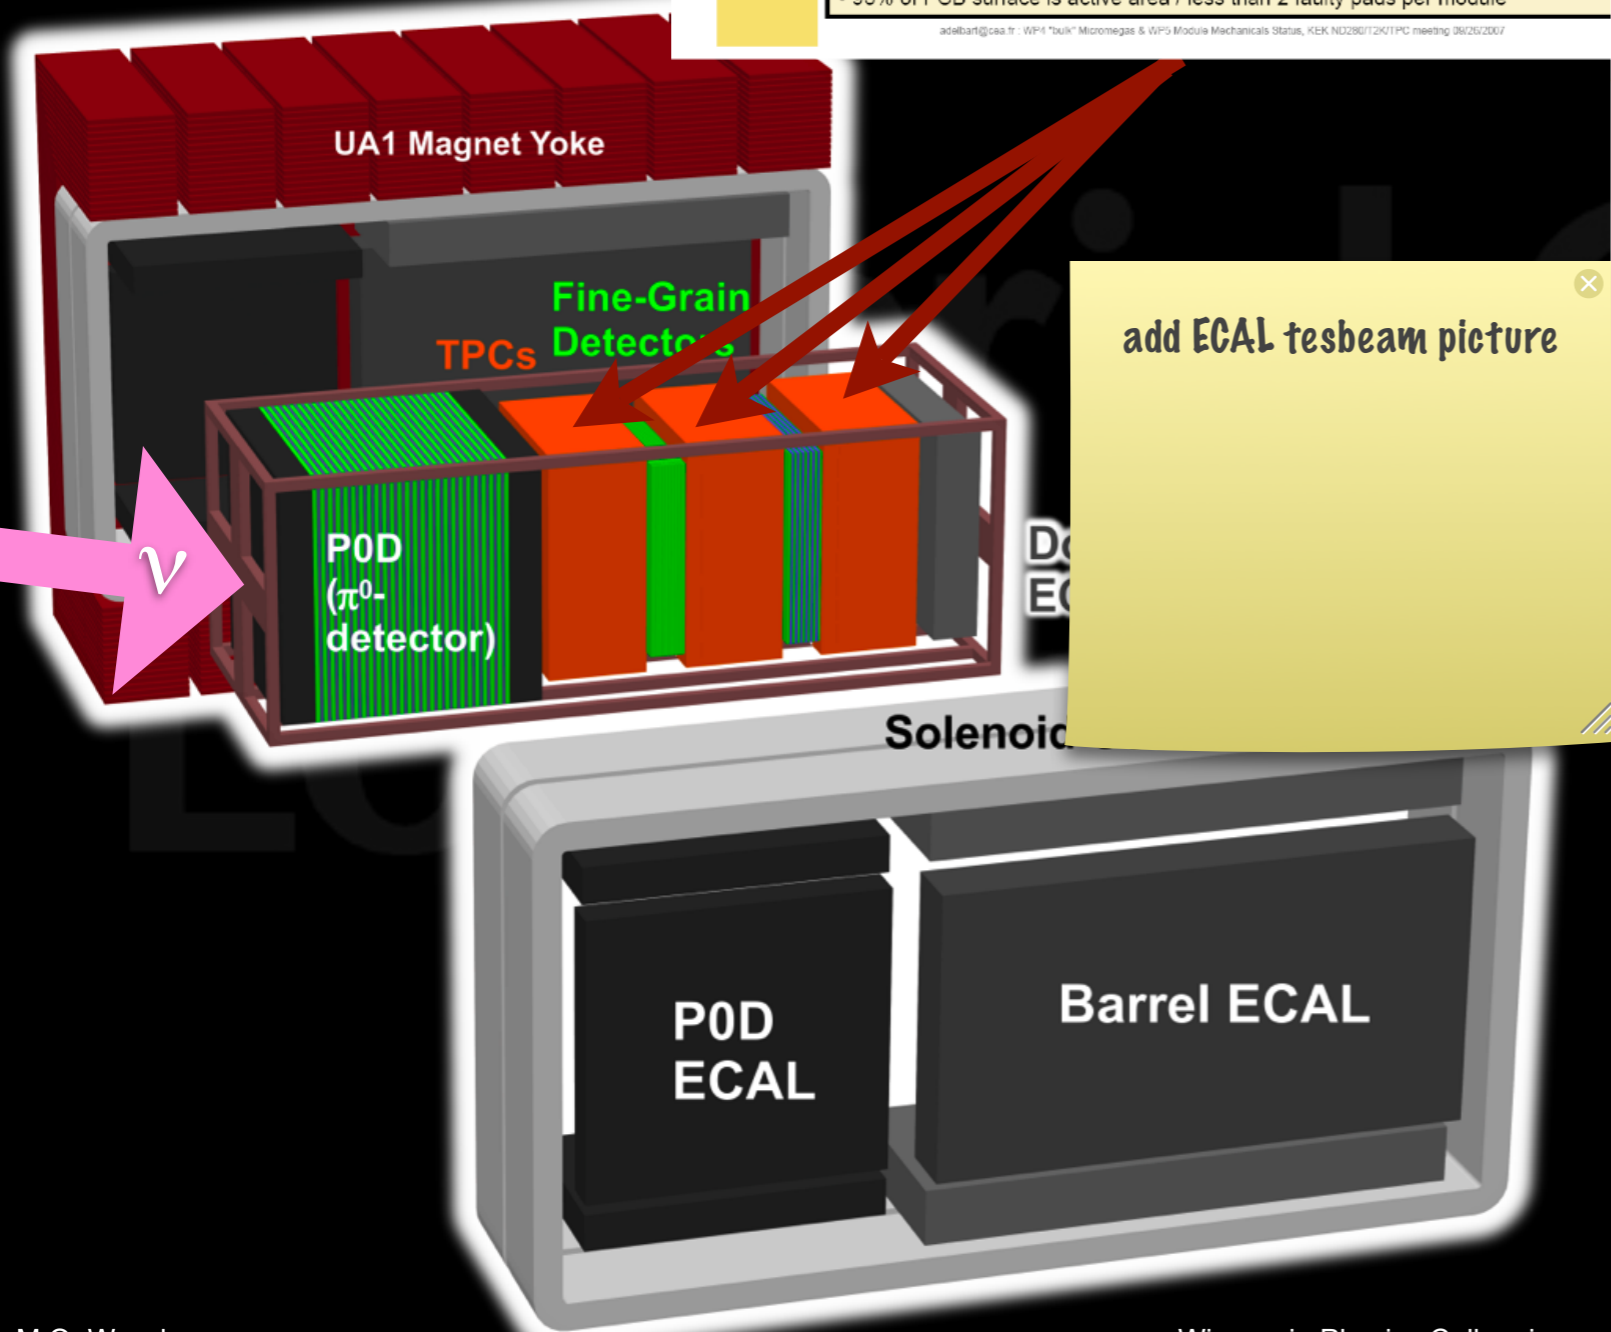 adelbart@cea.fr : WP4 "bulk" Micromegas & WP5 Module Mechanicals Status, KEK ND280/T2K/TPC meeting 09/26/2007
UA1 Magnet Yoke
Fine-Grain
Detectors
TPCs
add ECAL tesbeam picture
ν
P0D
(π⁰-
detector)
Solenoid
P0D
ECAL
Barrel ECAL